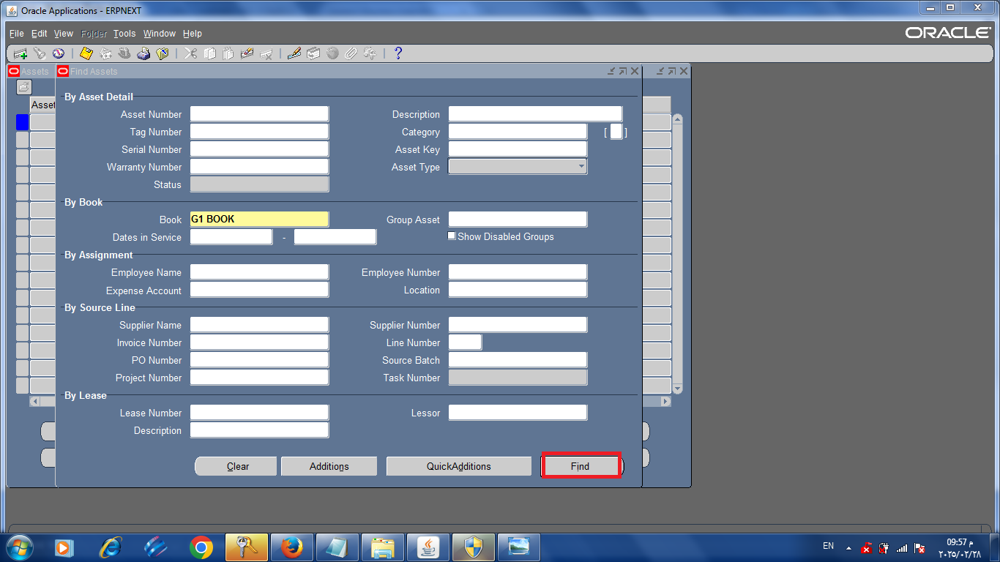 Oracle Applications - ERPNEXT
File Edit View Folder Tools Window Help
ORACLE
Assets
Find Assets
Asset
By Asset Detail
Asset Number
Description
Tag Number
Category
[ ]
Serial Number
Asset Key
Warranty Number
Asset Type
Status
By Book
Book G1 BOOK
Group Asset
Dates in Service -
Show Disabled Groups
By Assignment
Employee Name
Employee Number
Expense Account
Location
By Source Line
Supplier Name
Supplier Number
Invoice Number
Line Number
PO Number
Source Batch
Project Number
Task Number
By Lease
Lease Number
Lessor
Description
Clear Additions QuickAdditions Find
EN
09:57 م
٢٠٢٥/٠٢/٢٨